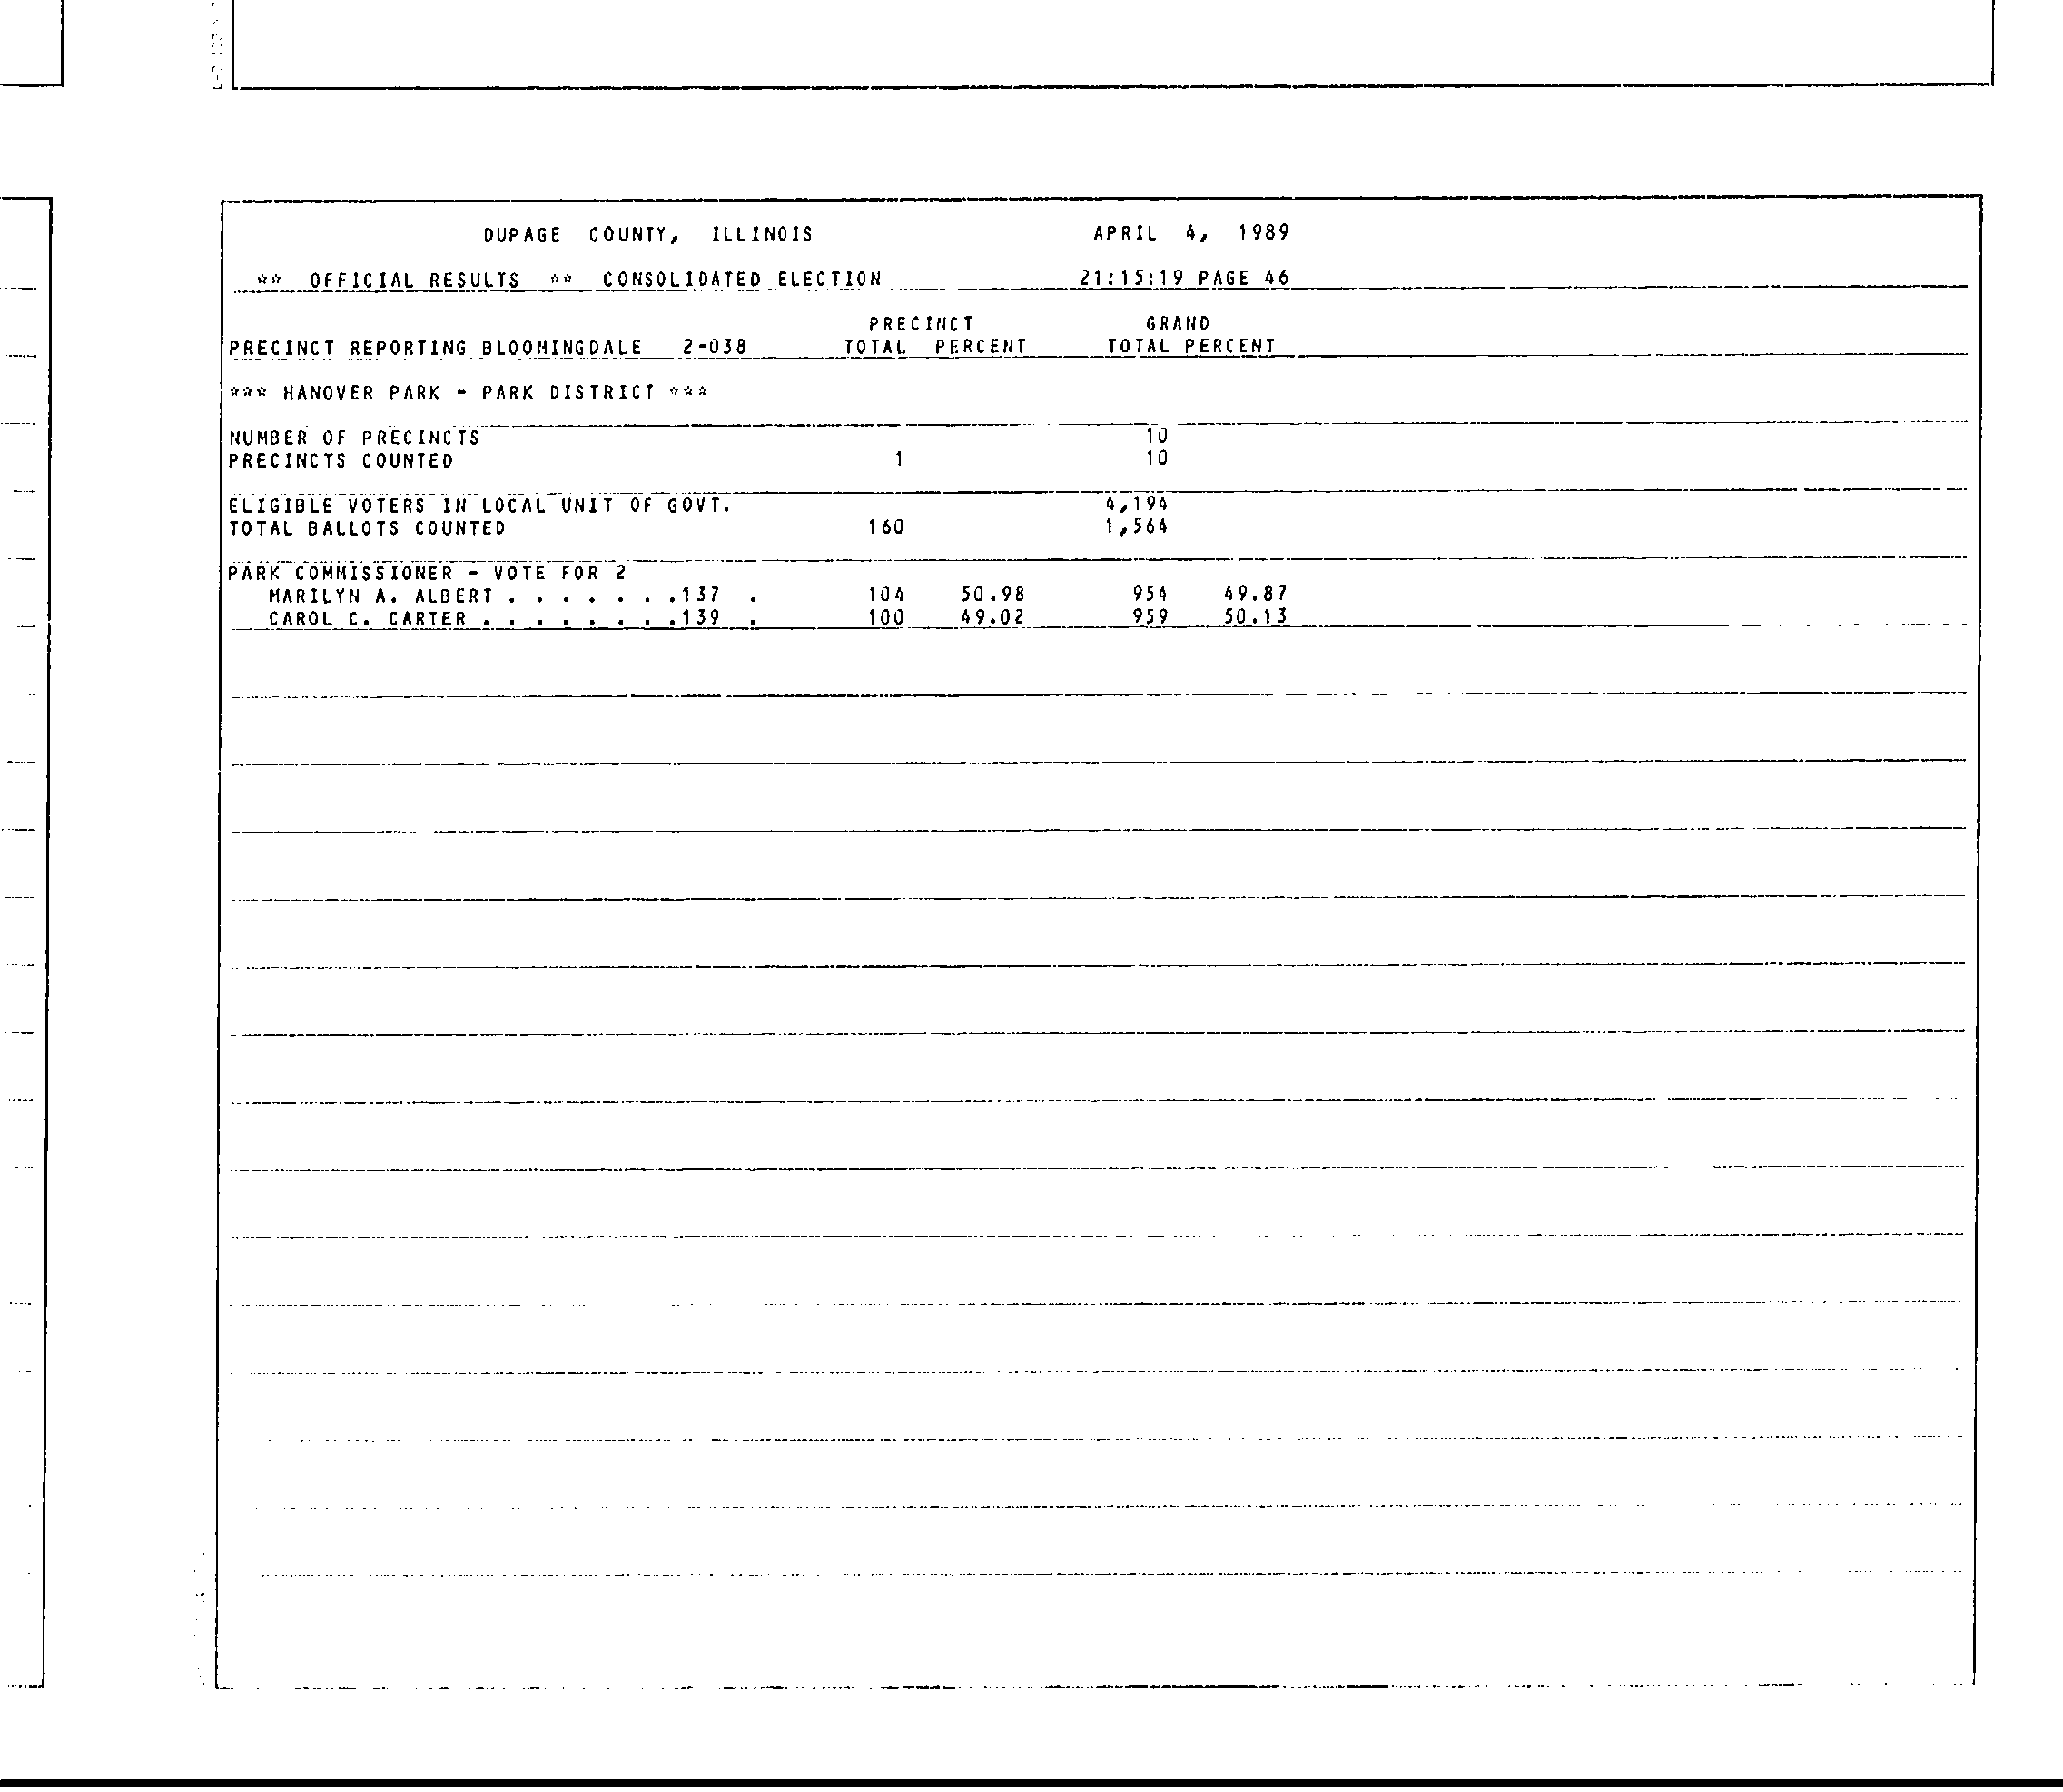 DUPAGE COUNTY, ILLINOIS APRIL 4, 1989
** OFFICIAL RESULTS ** CONSOLIDATED ELECTION 21:15:19 PAGE 46
PRECINCT GRAND
PRECINCT REPORTING BLOOMINGDALE 2-038 TOTAL PERCENT TOTAL PERCENT
*** HANOVER PARK - PARK DISTRICT ***
NUMBER OF PRECINCTS 10
PRECINCTS COUNTED 1 10
ELIGIBLE VOTERS IN LOCAL UNIT OF GOVT. 4,194
TOTAL BALLOTS COUNTED 160 1,564
PARK COMMISSIONER - VOTE FOR 2
MARILYN A. ALBERT . . . . . . .137 . 104 50.98 954 49.87
CAROL C. CARTER . . . . . . . .139 . 100 49.02 959 50.13